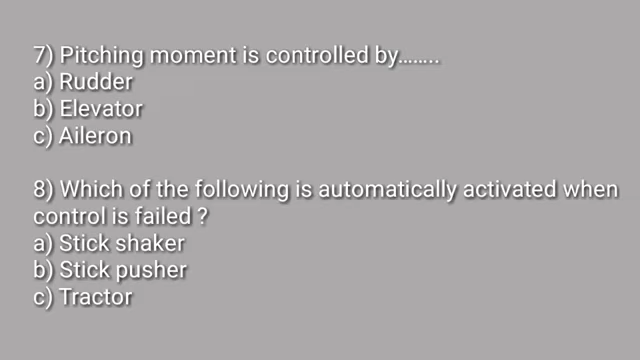 7) Pitching moment is controlled by........
a) Rudder
b) Elevator
c) Aileron
8) Which of the following is automatically activated when
control is failed ?
a) Stick shaker
b) Stick pusher
c) Tractor